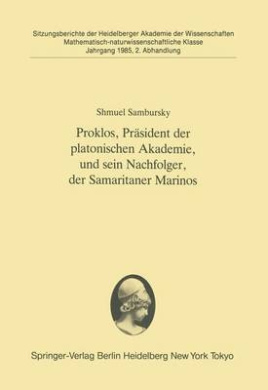 Sitzungsberichte der Heidelberger Akademie der Wissenschaften
Mathematisch-naturwissenschaftliche Klasse
Jahrgang 1985, 2. Abhandlung
Shmuel Sambursky
Proklos, Präsident der
platonischen Akademie,
und sein Nachfolger,
der Samaritaner Marinos
Springer-Verlag Berlin Heidelberg New York Tokyo